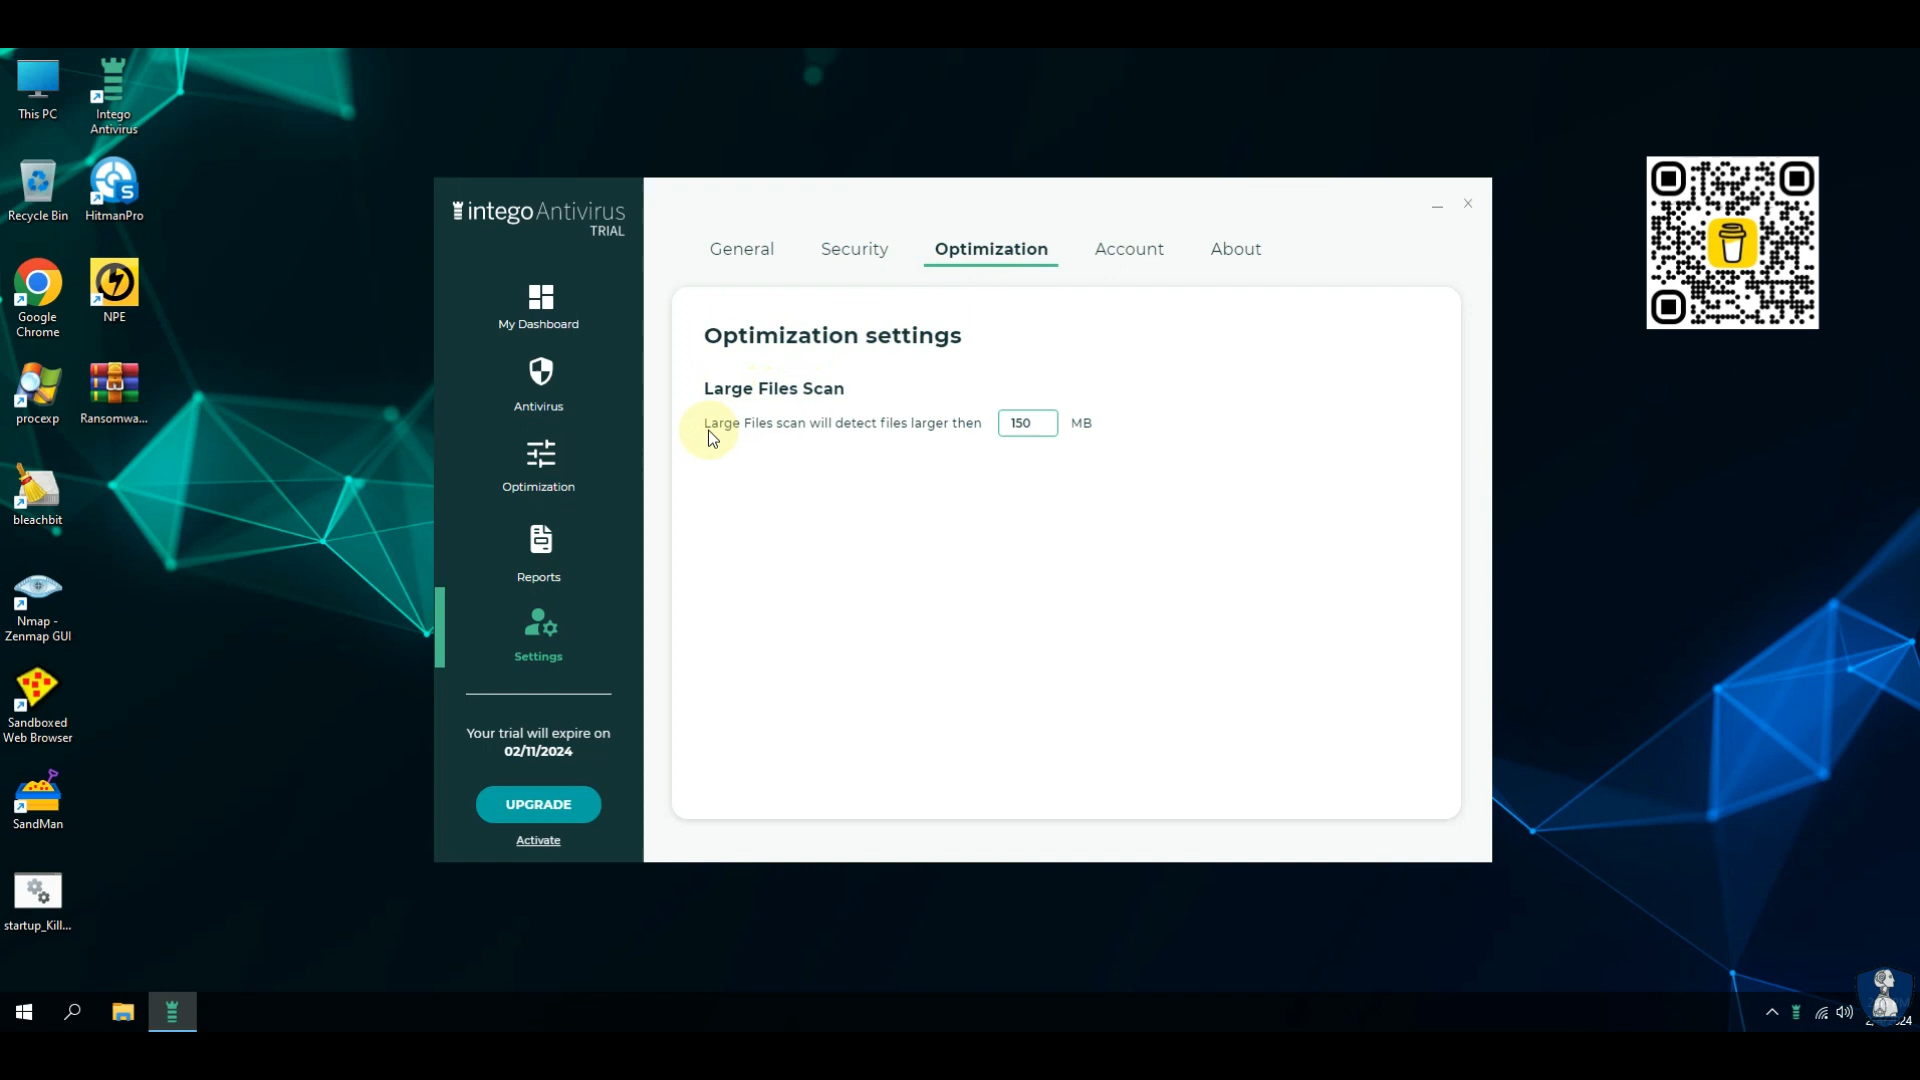 This PC
Intego
Antivirus
Recycle Bin
HitmanPro
Google
Chrome
NPE
procexp
Ransomwa...
bleachbit
Nmap -
Zenmap GUI
Sandboxed
Web Browser
SandMan
startup_Kill...
integoAntivirus
TRIAL
My Dashboard
Antivirus
Optimization
Reports
Settings
Your trial will expire on
02/11/2024
UPGRADE
Activate
General
Security
Optimization
Account
About
Optimization settings
Large Files Scan
Large Files scan will detect files larger then
150
MB